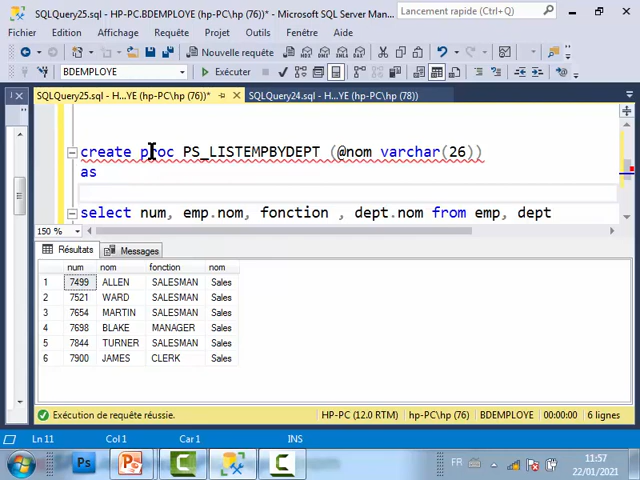 SQLQuery25.sql - HP-PC.BDEMPLOYE (hp-PC\hp (76))* - Microsoft SQL Server Man...
Lancement rapide (Ctrl+Q)
Fichier Edition Affichage Requête Projet Outils Fenêtre Aide
Nouvelle requête
BDEMPLOYE Exécuter
SQLQuery25.sql - H...YE (hp-PC\hp (76))* SQLQuery24.sql - H...YE (hp-PC\hp (78))
create proc PS_LISTEMPBYDEPT (@nom varchar(26))
as
select num, emp.nom, fonction , dept.nom from emp, dept
150 %
Résultats Messages
num nom fonction nom
1 7499 ALLEN SALESMAN Sales
2 7521 WARD SALESMAN Sales
3 7654 MARTIN SALESMAN Sales
4 7698 BLAKE MANAGER Sales
5 7844 TURNER SALESMAN Sales
6 7900 JAMES CLERK Sales
Exécution de requête réussie. HP-PC (12.0 RTM) hp-PC\hp (76) BDEMPLOYE 00:00:00 6 lignes
Ln 11 Col 1 Car 1 INS
Ps FR 11:57